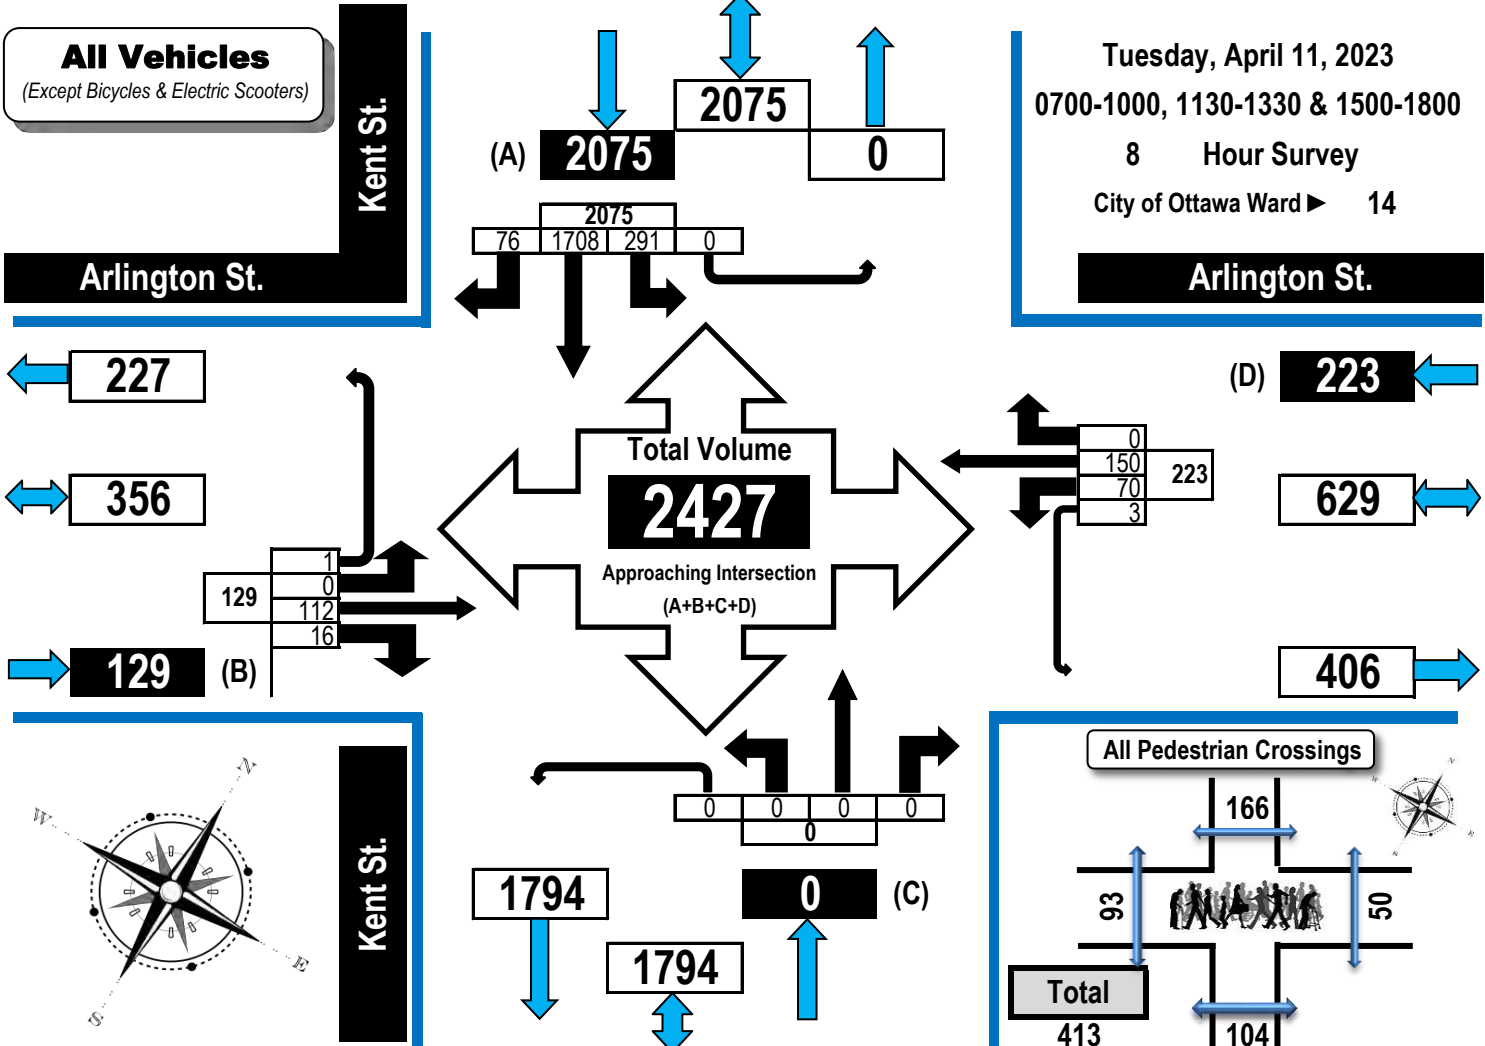 All Vehicles
(Except Bicycles & Electric Scooters)
Kent St.
Arlington St.
2075
(A) 2075
0
2075
76 1708 291 0
Tuesday, April 11, 2023
0700-1000, 1130-1330 & 1500-1800
8 Hour Survey
City of Ottawa Ward ► 14
Arlington St.
227
356
1
0
112
16
129
129 (B)
Total Volume
2427
Approaching Intersection
(A+B+C+D)
(D) 223
0
150
70
3
223
629
406
N
W
E
S
Kent St.
0 0 0 0
0
1794
0 (C)
1794
All Pedestrian Crossings
N
W
E
S
166
93
50
Total
413
104